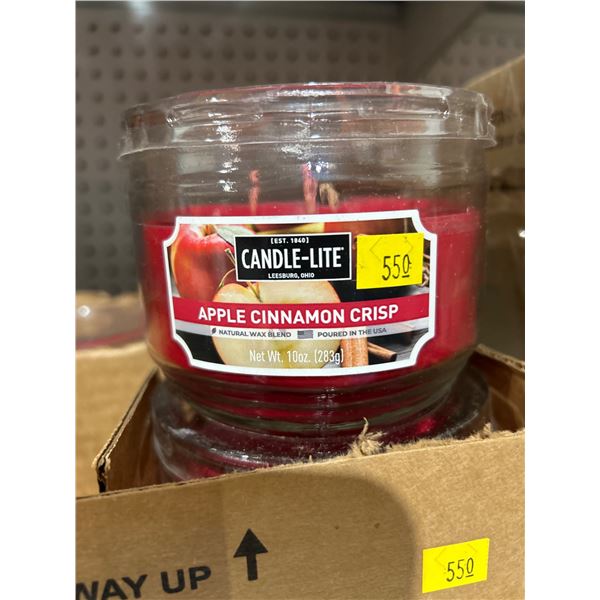 [EST. 1840]
CANDLE-LITE
LEESBURG, OHIO
550
APPLE CINNAMON CRISP
NATURAL WAX BLEND POURED IN THE USA
Net Wt. 10oz. (283g)
WAY UP
550